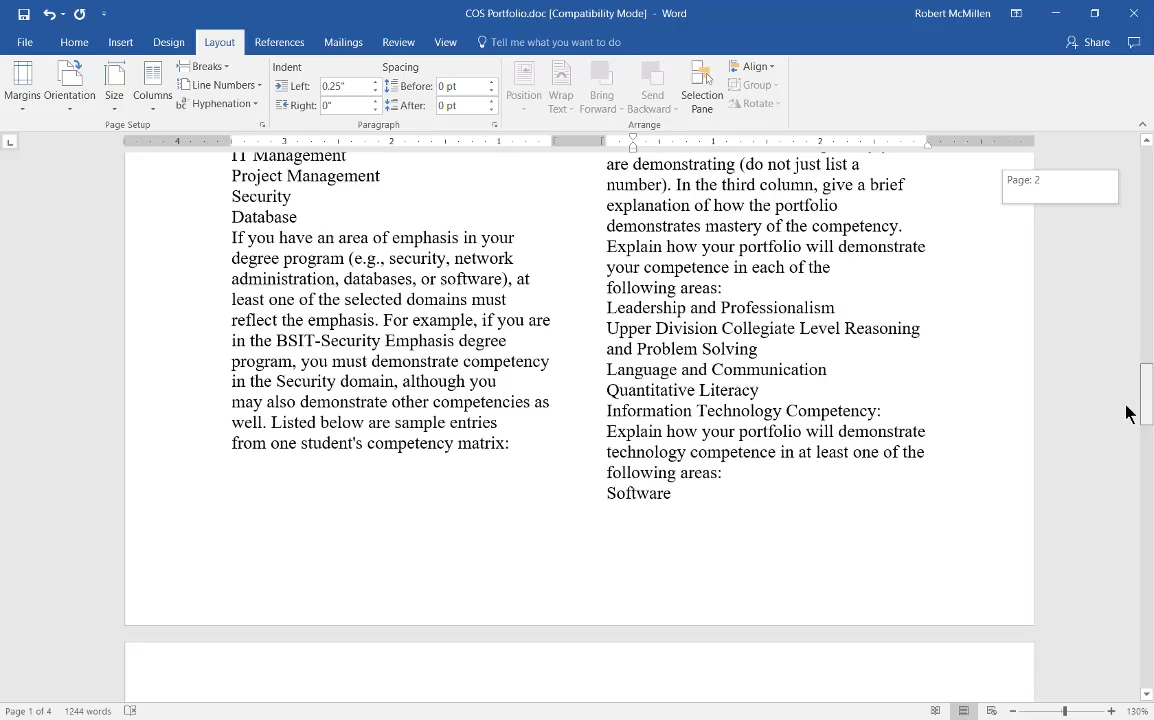 COS Portfolio.doc [Compatibility Mode] - Word
Robert McMillen
File Home Insert Design Layout References Mailings Review View Tell me what you want to do
Share
Margins
Orientation
Size
Columns
Breaks
Line Numbers
Hyphenation
Page Setup
Indent
Left: 0.25"
Right: 0"
Spacing
Before: 0 pt
After: 0 pt
Paragraph
Position
Wrap Text
Bring Forward
Send Backward
Selection Pane
Align
Group
Rotate
Arrange
4 3 2 1 1 2
IT Management
Project Management
Security
Database
If you have an area of emphasis in your
degree program (e.g., security, network
administration, databases, or software), at
least one of the selected domains must
reflect the emphasis. For example, if you are
in the BSIT-Security Emphasis degree
program, you must demonstrate competency
in the Security domain, although you
may also demonstrate other competencies as
well. Listed below are sample entries
from one student's competency matrix:
are demonstrating (do not just list a
number). In the third column, give a brief
explanation of how the portfolio
demonstrates mastery of the competency.
Explain how your portfolio will demonstrate
your competence in each of the
following areas:
Leadership and Professionalism
Upper Division Collegiate Level Reasoning
and Problem Solving
Language and Communication
Quantitative Literacy
Information Technology Competency:
Explain how your portfolio will demonstrate
technology competence in at least one of the
following areas:
Software
Page: 2
Page 1 of 4 1244 words
130%